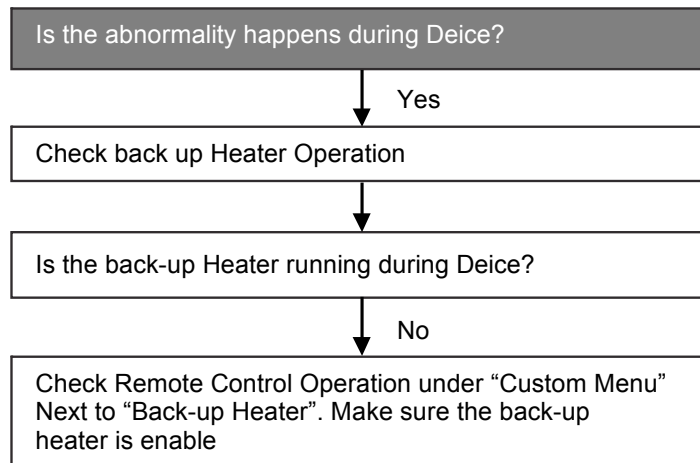 Is the abnormality happens during Deice?
Yes
Check back up Heater Operation
Is the back-up Heater running during Deice?
No
Check Remote Control Operation under “Custom Menu”
Next to “Back-up Heater”. Make sure the back-up
heater is enable